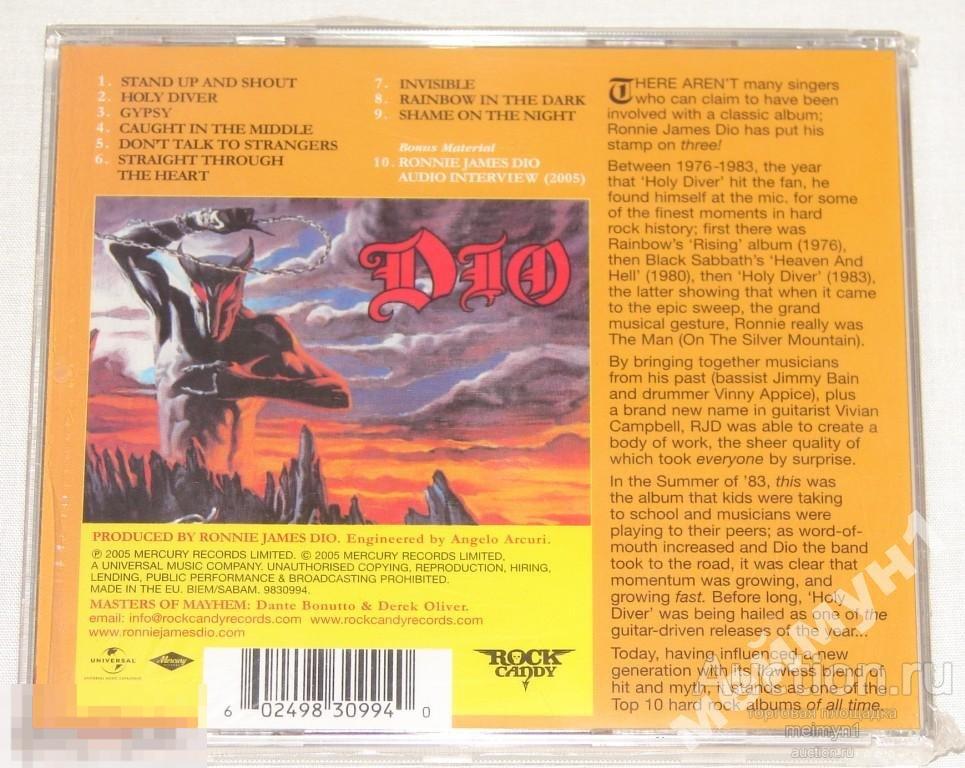 1. STAND UP AND SHOUT
2. HOLY DIVER
3. GYPSY
4. CAUGHT IN THE MIDDLE
5. DON'T TALK TO STRANGERS
6. STRAIGHT THROUGH
THE HEART
7. INVISIBLE
8. RAINBOW IN THE DARK
9. SHAME ON THE NIGHT
Bonus Material
10. RONNIE JAMES DIO
AUDIO INTERVIEW (2005)
DIO
PRODUCED BY RONNIE JAMES DIO. Engineered by Angelo Arcuri.
℗ 2005 MERCURY RECORDS LIMITED. © 2005 MERCURY RECORDS LIMITED,
A UNIVERSAL MUSIC COMPANY. UNAUTHORISED COPYING, REPRODUCTION, HIRING,
LENDING, PUBLIC PERFORMANCE & BROADCASTING PROHIBITED.
MADE IN THE EU. BIEM/SABAM. 9830994.
MASTERS OF MAYHEM: Dante Bonutto & Derek Oliver.
email: info@rockcandyrecords.com www.rockcandyrecords.com
www.ronniejamesdio.com
UNIVERSAL
Mercury
ROCK
CANDY
6 02498 30994 0
THERE AREN'T many singers
who can claim to have been
involved with a classic album;
Ronnie James Dio has put his
stamp on three!
Between 1976-1983, the year
that 'Holy Diver' hit the fan, he
found himself at the mic. for some
of the finest moments in hard
rock history; first there was
Rainbow's 'Rising' album (1976),
then Black Sabbath's 'Heaven And
Hell' (1980), then 'Holy Diver' (1983),
the latter showing that when it came
to the epic sweep, the grand
musical gesture, Ronnie really was
The Man (On The Silver Mountain).
By bringing together musicians
from his past (bassist Jimmy Bain
and drummer Vinny Appice), plus
a brand new name in guitarist Vivian
Campbell, RJD was able to create a
body of work, the sheer quality of
which took everyone by surprise.
In the Summer of '83, this was
the album that kids were taking
to school and musicians were
playing to their peers; as word-of-
mouth increased and Dio the band
took to the road, it was clear that
momentum was growing, and
growing fast. Before long, 'Holy
Diver' was being hailed as one of the
guitar-driven releases of the year...
Today, having influenced a new
generation with its flawless blend of
hit and myth, it stands as one of the
Top 10 hard rock albums of all time.
мыймун1
Auction.ru
торговая площадка
meimyn1
auction.ru